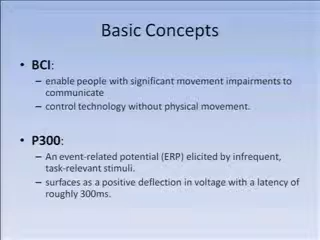 Basic Concepts
• BCI:
– enable people with significant movement impairments to
communicate
– control technology without physical movement.
• P300:
– An event-related potential (ERP) elicited by infrequent,
task-relevant stimuli.
– surfaces as a positive deflection in voltage with a latency of
roughly 300ms.